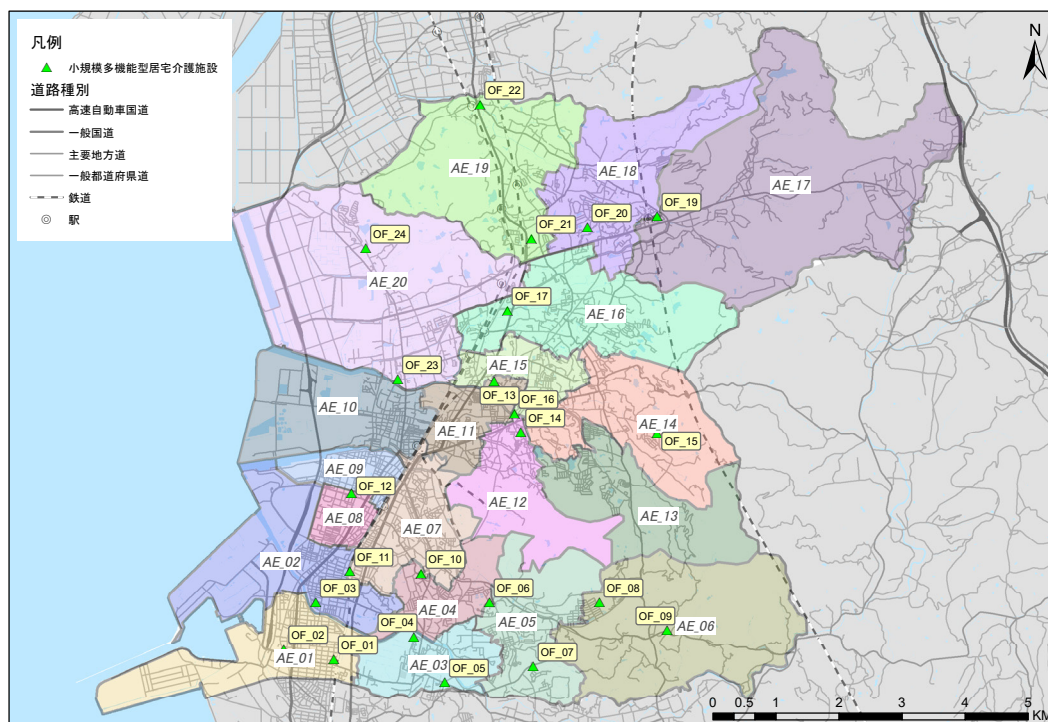 凡例
小規模多機能型居宅介護施設
道路種別
高速自動車国道
一般国道
主要地方道
一般都道府県道
鉄道
駅
N
OF_22
AE_19
AE_18
AE_17
OF_19
OF_20
OF_21
OF_24
AE_20
OF_17
AE_16
OF_23
AE_15
AE_10
OF_13
OF_16
OF_14
AE_11
AE_14
OF_15
AE_09
OF_12
AE_12
AE_08
AE_13
AE_07
AE_02
OF_11
OF_10
OF_03
OF_06
OF_08
AE_04
OF_04
AE_05
OF_09
AE_06
OF_02
OF_01
AE_01
AE_03
OF_05
OF_07
0 0.5 1 2 3 4 5
KM